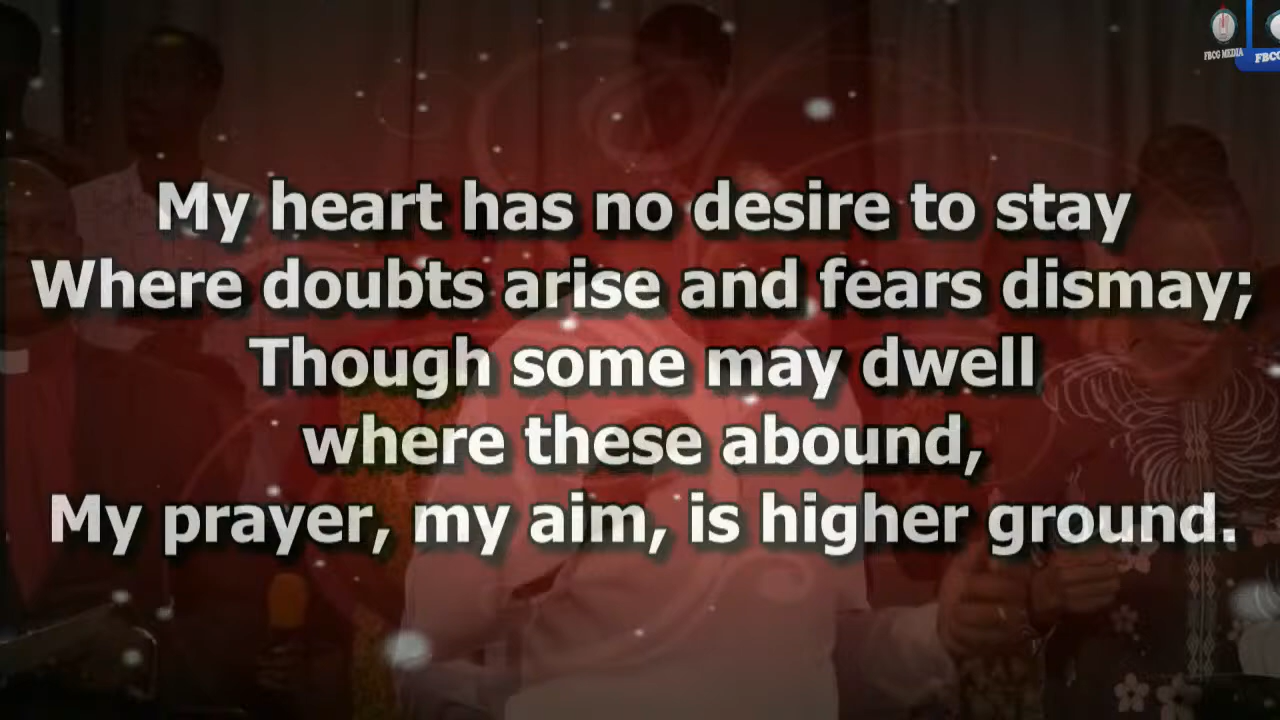 FBCG MEDIA
FBCG
My heart has no desire to stay
Where doubts arise and fears dismay;
Though some may dwell
where these abound,
My prayer, my aim, is higher ground.